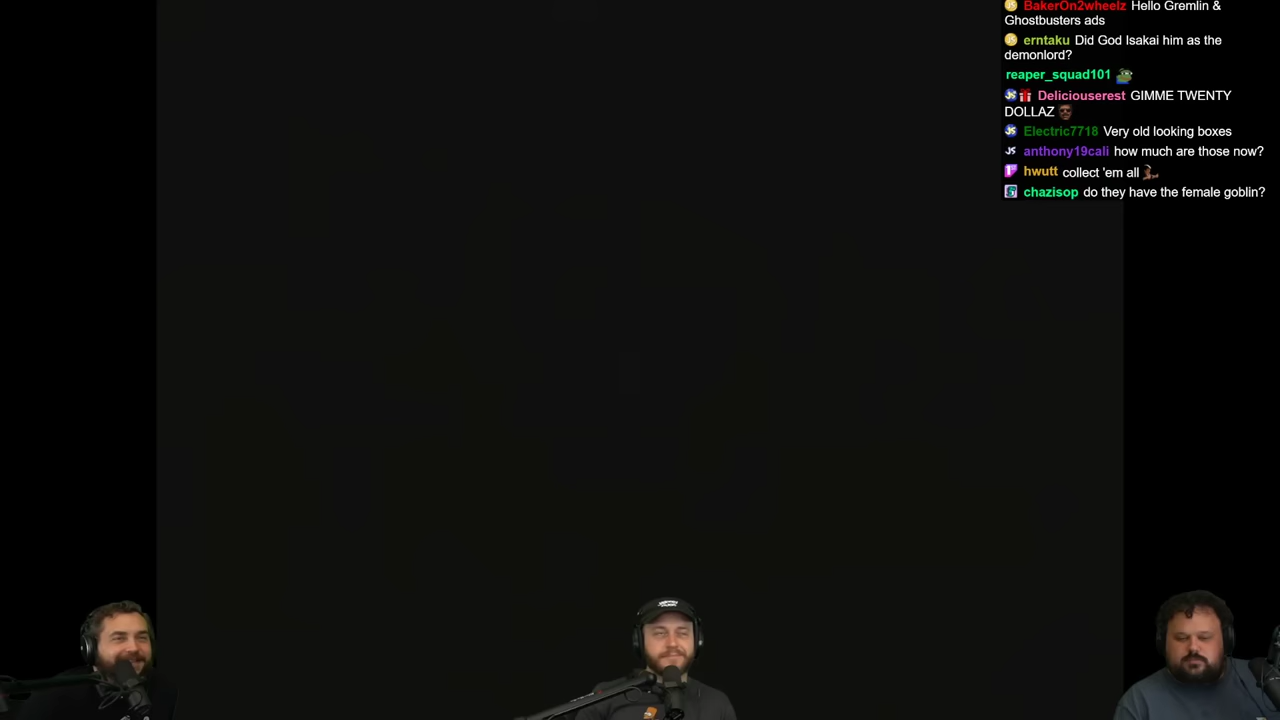 BakerOn2wheelz Hello Gremlin &
Ghostbusters ads
erntaku Did God Isakai him as the
demonlord?
reaper_squad101
Deliciouserest GIMME TWENTY
DOLLAZ
Electric7718 Very old looking boxes
anthony19cali how much are those now?
hwutt collect 'em all
chazisop do they have the female goblin?